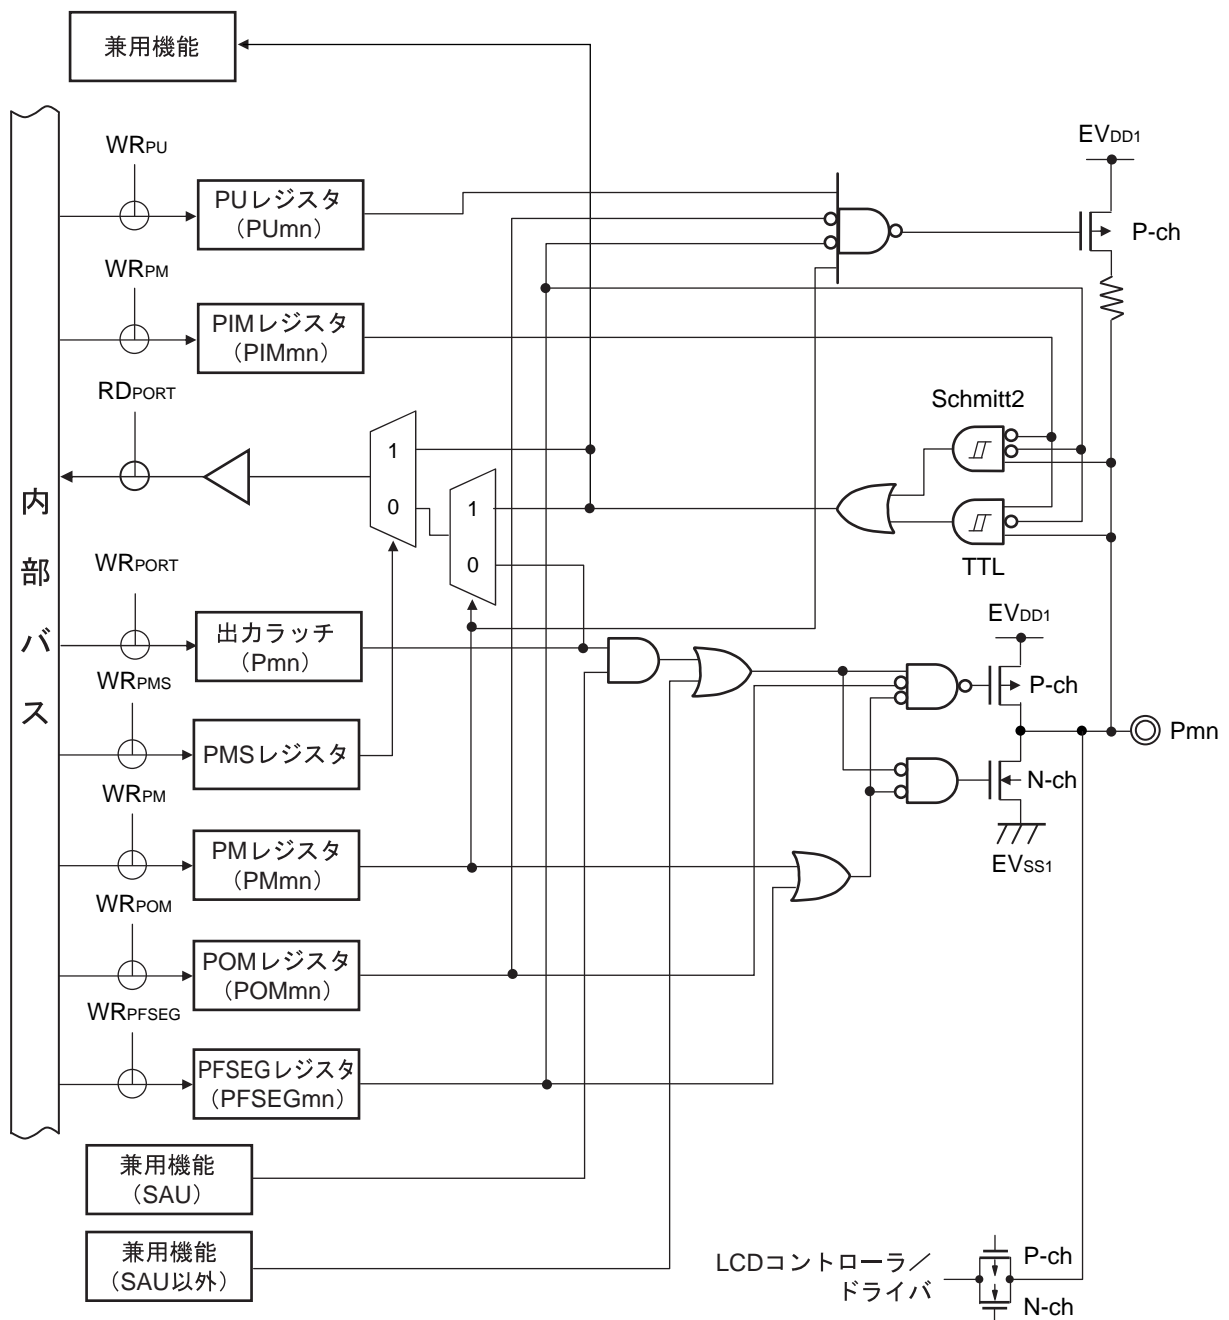 兼用機能
WRPU
PUレジスタ
(PUmn)
EVDD1
P-ch
WRPM
PIMレジスタ
(PIMmn)
RDPORT
Schmitt2
1
0
1
0
TTL
内部バス
WRPORT
出力ラッチ
(Pmn)
EVDD1
P-ch
WRPMS
PMSレジスタ
Pmn
N-ch
EVSS1
WRPM
PMレジスタ
(PMmn)
WRPOM
POMレジスタ
(POMmn)
WRPFSEG
PFSEGレジスタ
(PFSEGmn)
兼用機能
(SAU)
兼用機能
(SAU以外)
LCDコントローラ/
ドライバ
P-ch
N-ch